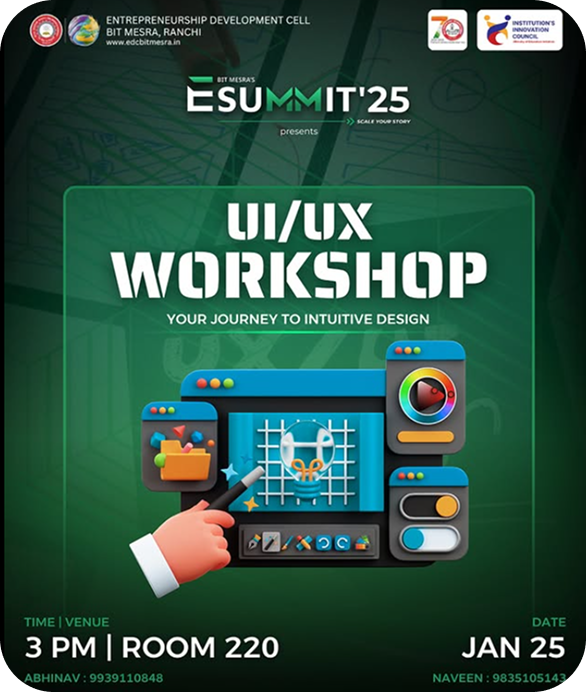 ENTREPRENEURSHIP DEVELOPMENT CELL
BIT MESRA, RANCHI
www.edcbitmesra.in
70
INSTITUTION'S
INNOVATION
COUNCIL
BIT MESRA'S
ESUMMIT'25
SCALE YOUR STORY
presents
UI/UX
WORKSHOP
YOUR JOURNEY TO INTUITIVE DESIGN
TIME | VENUE
3 PM | ROOM 220
DATE
JAN 25
ABHINAV : 9939110848
NAVEEN : 9835105143